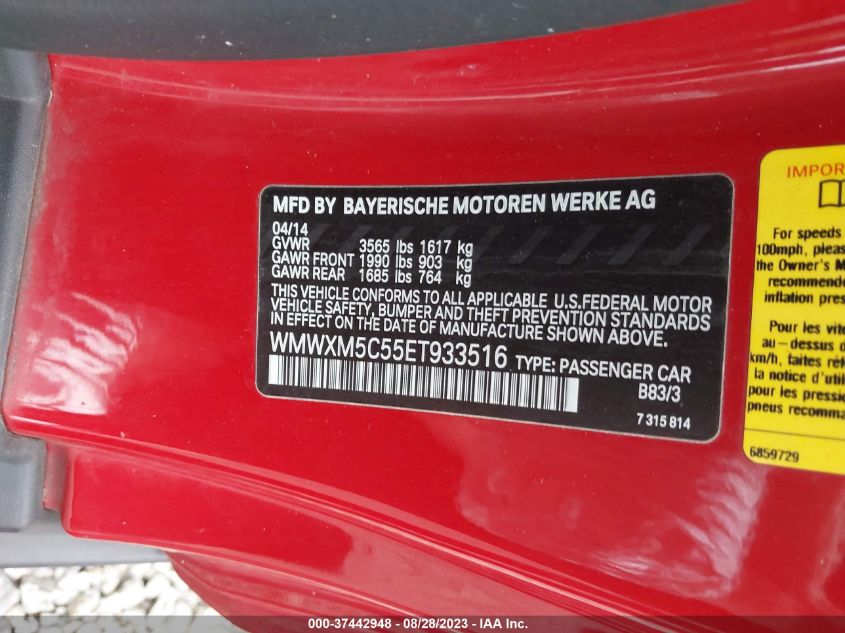 MFD BY BAYERISCHE MOTOREN WERKE AG
04/14
GVWR 3565 lbs 1617 kg
GAWR FRONT 1990 lbs 903 kg
GAWR REAR 1685 lbs 764 kg
THIS VEHICLE CONFORMS TO ALL APPLICABLE U.S.FEDERAL MOTOR
VEHICLE SAFETY, BUMPER AND THEFT PREVENTION STANDARDS
IN EFFECT ON THE DATE OF MANUFACTURE SHOWN ABOVE.
WMWXM5C55ET933516 TYPE: PASSENGER CAR
B83/3
7 315 814
IMPOR
For speeds
100mph, pleas
the Owner's M
recommende
inflation pres
Pour les vite
au-dessus d
km/h, faites
la notice d'util
pour les pressi
pneus recomma
6859729
000-37442948 - 08/28/2023 - IAA Inc.